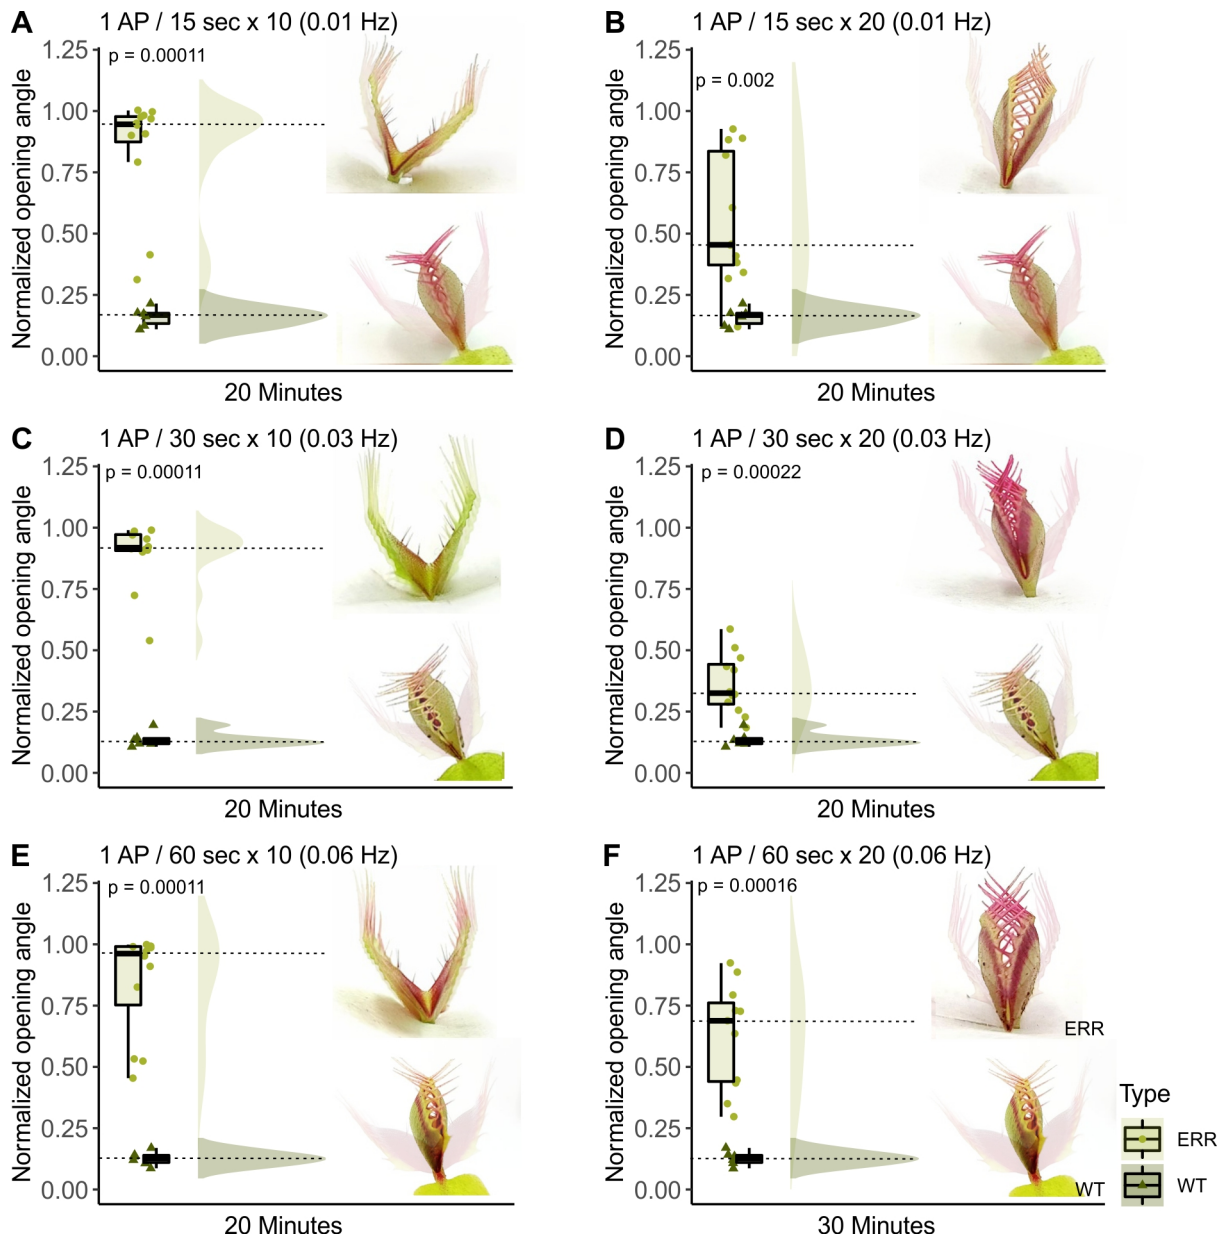 A 1 AP / 15 sec x 10 (0.01 Hz)
p = 0.00011
Normalized opening angle
1.25
1.00
0.75
0.50
0.25
0.00
20 Minutes
B 1 AP / 15 sec x 20 (0.01 Hz)
p = 0.002
Normalized opening angle
1.25
1.00
0.75
0.50
0.25
0.00
20 Minutes
C 1 AP / 30 sec x 10 (0.03 Hz)
p = 0.00011
Normalized opening angle
1.25
1.00
0.75
0.50
0.25
0.00
20 Minutes
D 1 AP / 30 sec x 20 (0.03 Hz)
p = 0.00022
Normalized opening angle
1.25
1.00
0.75
0.50
0.25
0.00
20 Minutes
E 1 AP / 60 sec x 10 (0.06 Hz)
p = 0.00011
Normalized opening angle
1.25
1.00
0.75
0.50
0.25
0.00
20 Minutes
F 1 AP / 60 sec x 20 (0.06 Hz)
p = 0.00016
Normalized opening angle
1.25
1.00
0.75
0.50
0.25
0.00
30 Minutes
ERR
WT
Type
ERR
WT